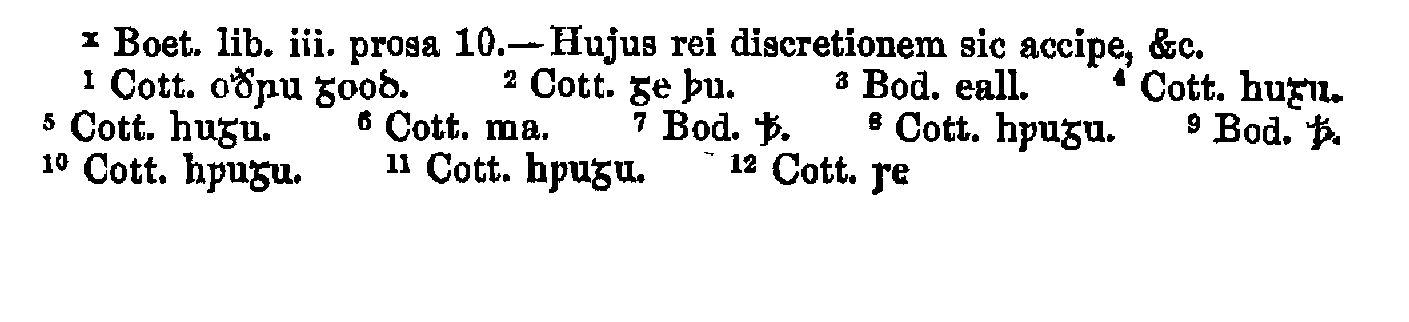 ˣ Boet. lib. iii. prosa 10.—Hujus rei discretionem sic accipe, &c.
¹ Cott. oðꞃu ᵹooꝺ. ² Cott. ᵹe þu. ³ Bod. eall. ⁴ Cott. huᵹu.
⁵ Cott. huᵹu. ⁶ Cott. ma. ⁷ Bod. ꝥ. ⁸ Cott. hpuᵹu. ⁹ Bod. ꝥ.
¹⁰ Cott. hpuᵹu. ¹¹ Cott. hpuᵹu. ¹² Cott. ꞅe